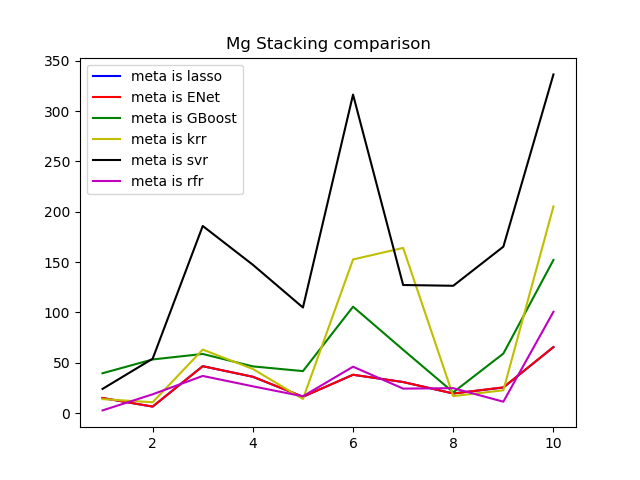 Mg Stacking comparison
350
300
250
200
150
100
50
0
meta is lasso
meta is ENet
meta is GBoost
meta is krr
meta is svr
meta is rfr
2 4 6 8 10